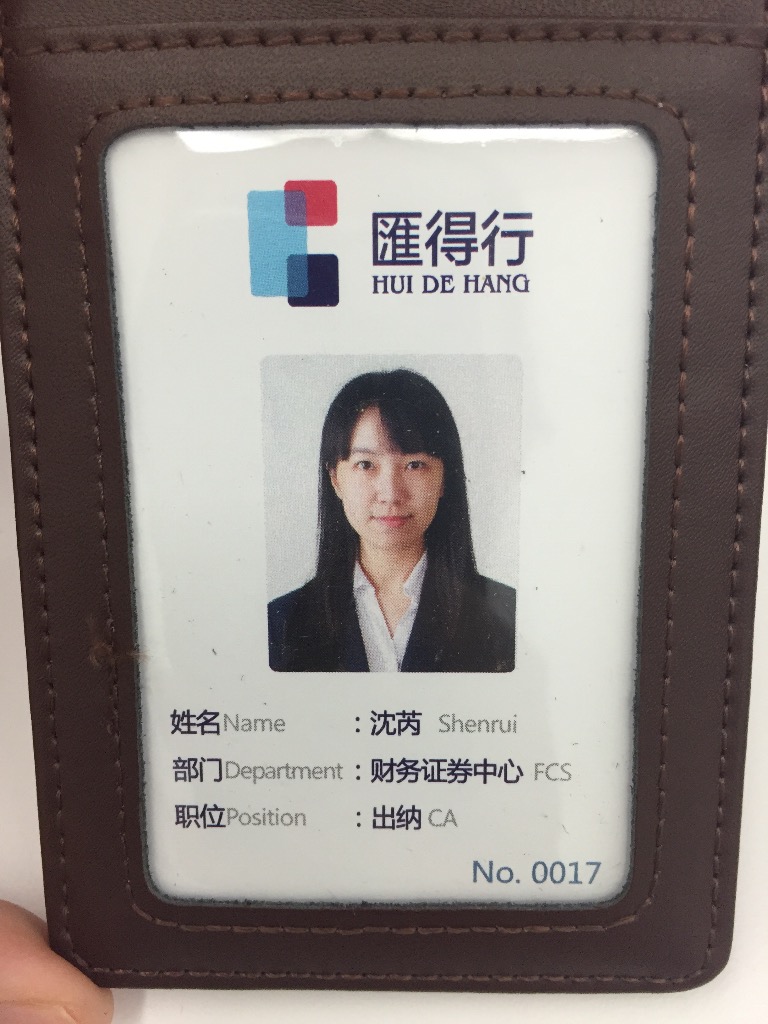 匯得行
HUI DE HANG
姓名Name : 沈芮 Shenrui
部门Department : 财务证券中心 FCS
职位Position : 出纳 CA
No. 0017